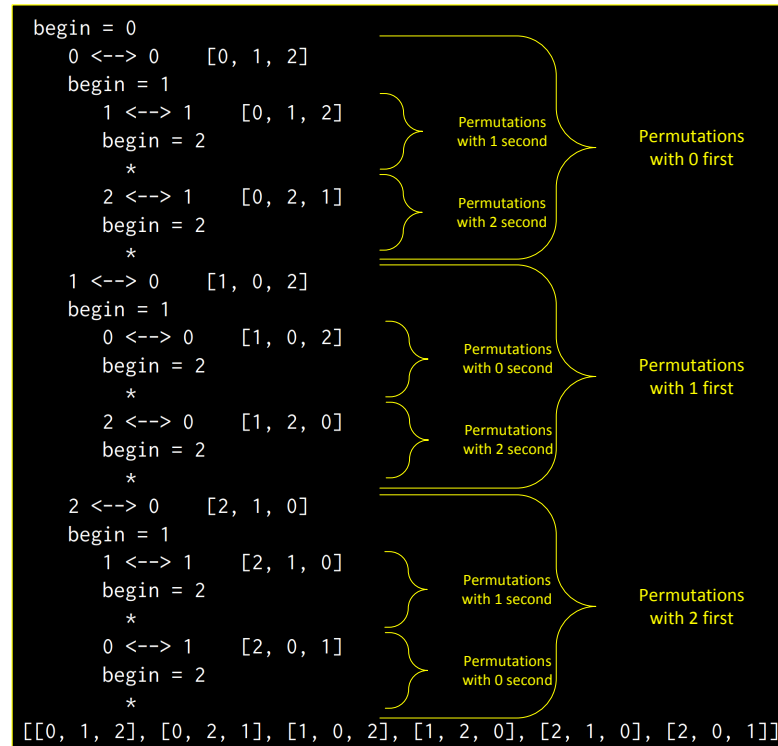 begin = 0
0 <--> 0 [0, 1, 2]
begin = 1
1 <--> 1 [0, 1, 2]
begin = 2
*
2 <--> 1 [0, 2, 1]
begin = 2
*
Permutations
with 1 second
Permutations
with 2 second
Permutations
with 0 first
1 <--> 0 [1, 0, 2]
begin = 1
0 <--> 0 [1, 0, 2]
begin = 2
*
2 <--> 0 [1, 2, 0]
begin = 2
*
Permutations
with 0 second
Permutations
with 2 second
Permutations
with 1 first
2 <--> 0 [2, 1, 0]
begin = 1
1 <--> 1 [2, 1, 0]
begin = 2
*
0 <--> 1 [2, 0, 1]
begin = 2
*
Permutations
with 1 second
Permutations
with 0 second
Permutations
with 2 first
[[0, 1, 2], [0, 2, 1], [1, 0, 2], [1, 2, 0], [2, 1, 0], [2, 0, 1]]